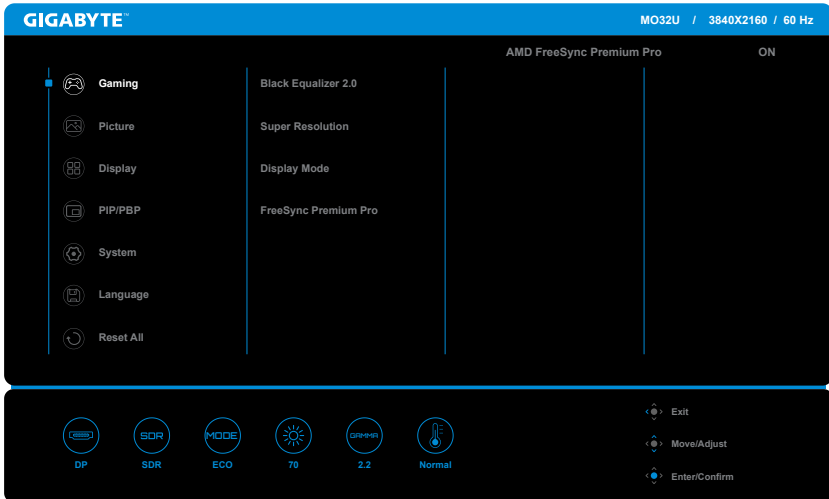 GIGABYTE™
MO32U / 3840X2160 / 60 Hz
AMD FreeSync Premium Pro ON
Gaming Black Equalizer 2.0
Picture Super Resolution
Display Display Mode
PIP/PBP FreeSync Premium Pro
System
Language
Reset All
SDR MODE GAMMA
DP SDR ECO 70 2.2 Normal
Exit
Move/Adjust
Enter/Confirm